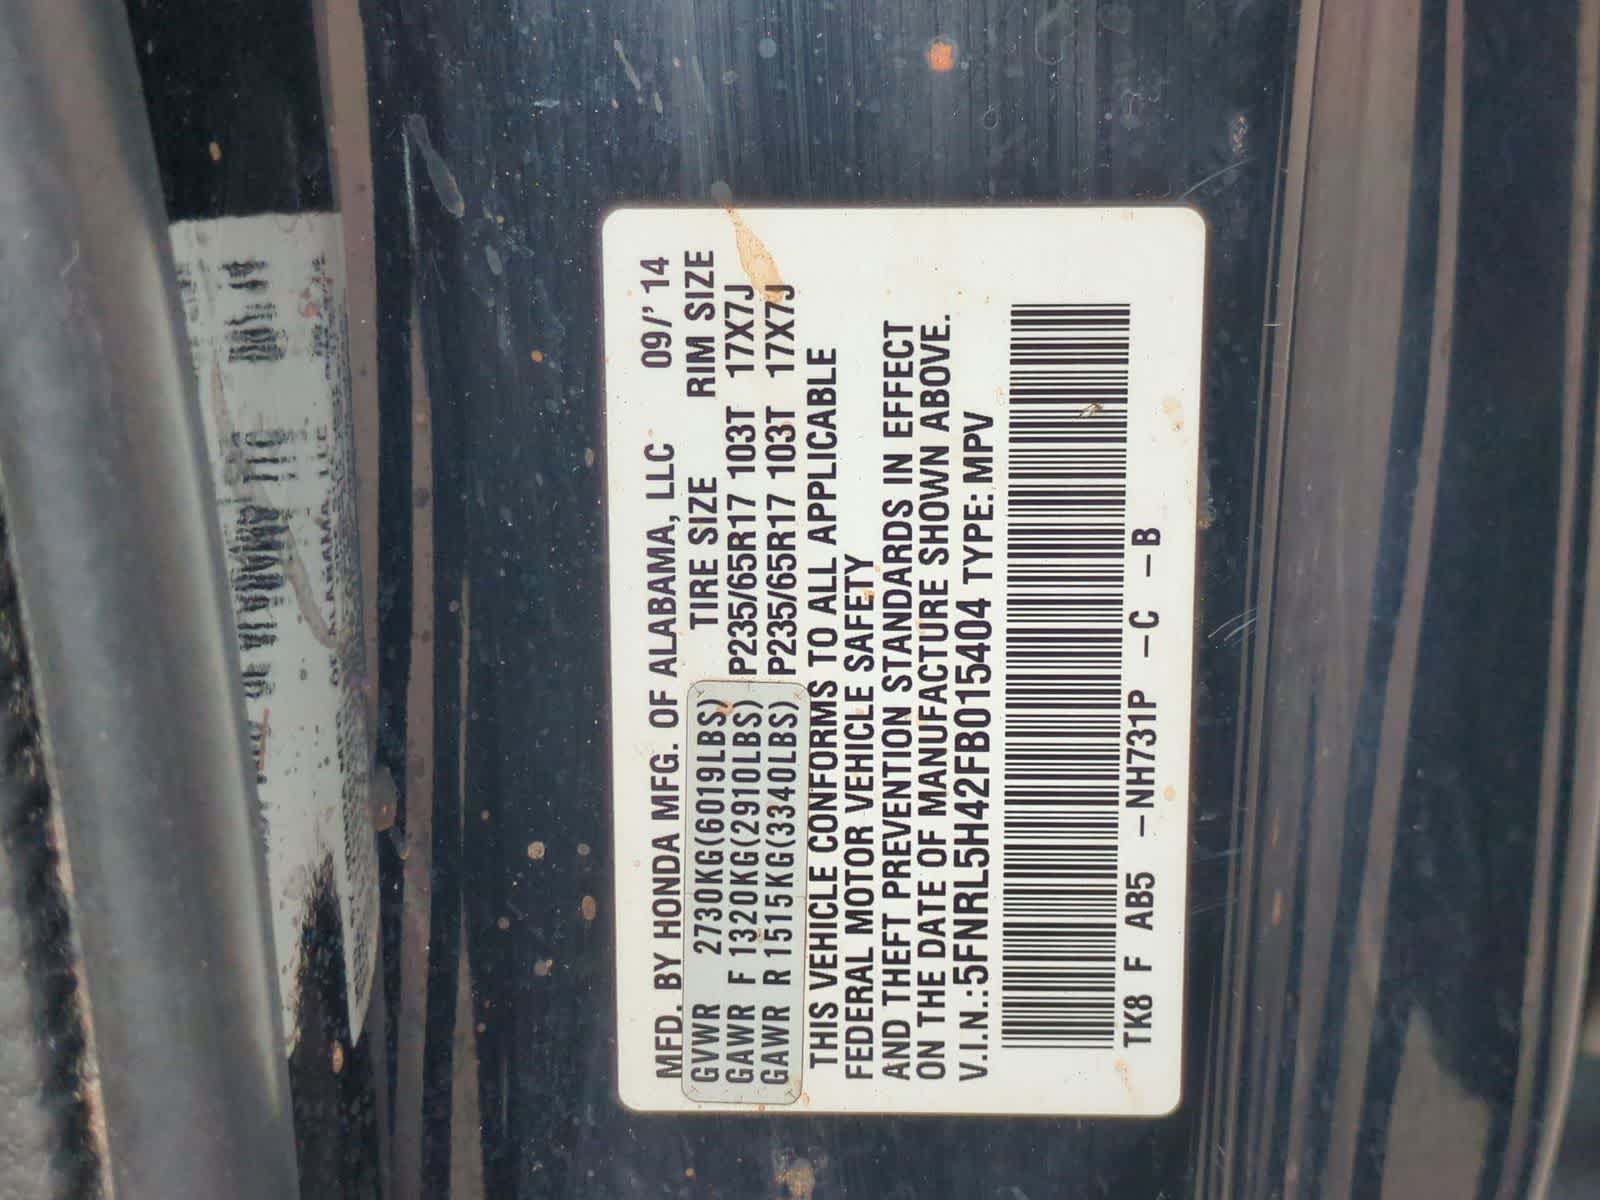 MFD. BY HONDA MFG. OF ALABAMA, LLC 09/'14
TIRE SIZE RIM SIZE
GVWR 2730KG(6019LBS)
GAWR F 1320KG(2910LBS) P235/65R17 103T 17X7J
GAWR R 1515KG(3340LBS) P235/65R17 103T 17X7J
THIS VEHICLE CONFORMS TO ALL APPLICABLE
FEDERAL MOTOR VEHICLE SAFETY
AND THEFT PREVENTION STANDARDS IN EFFECT
ON THE DATE OF MANUFACTURE SHOWN ABOVE.
V.I.N.:5FNRL5H42FB015404 TYPE: MPV
TK8 F AB5 –NH731P –C –B